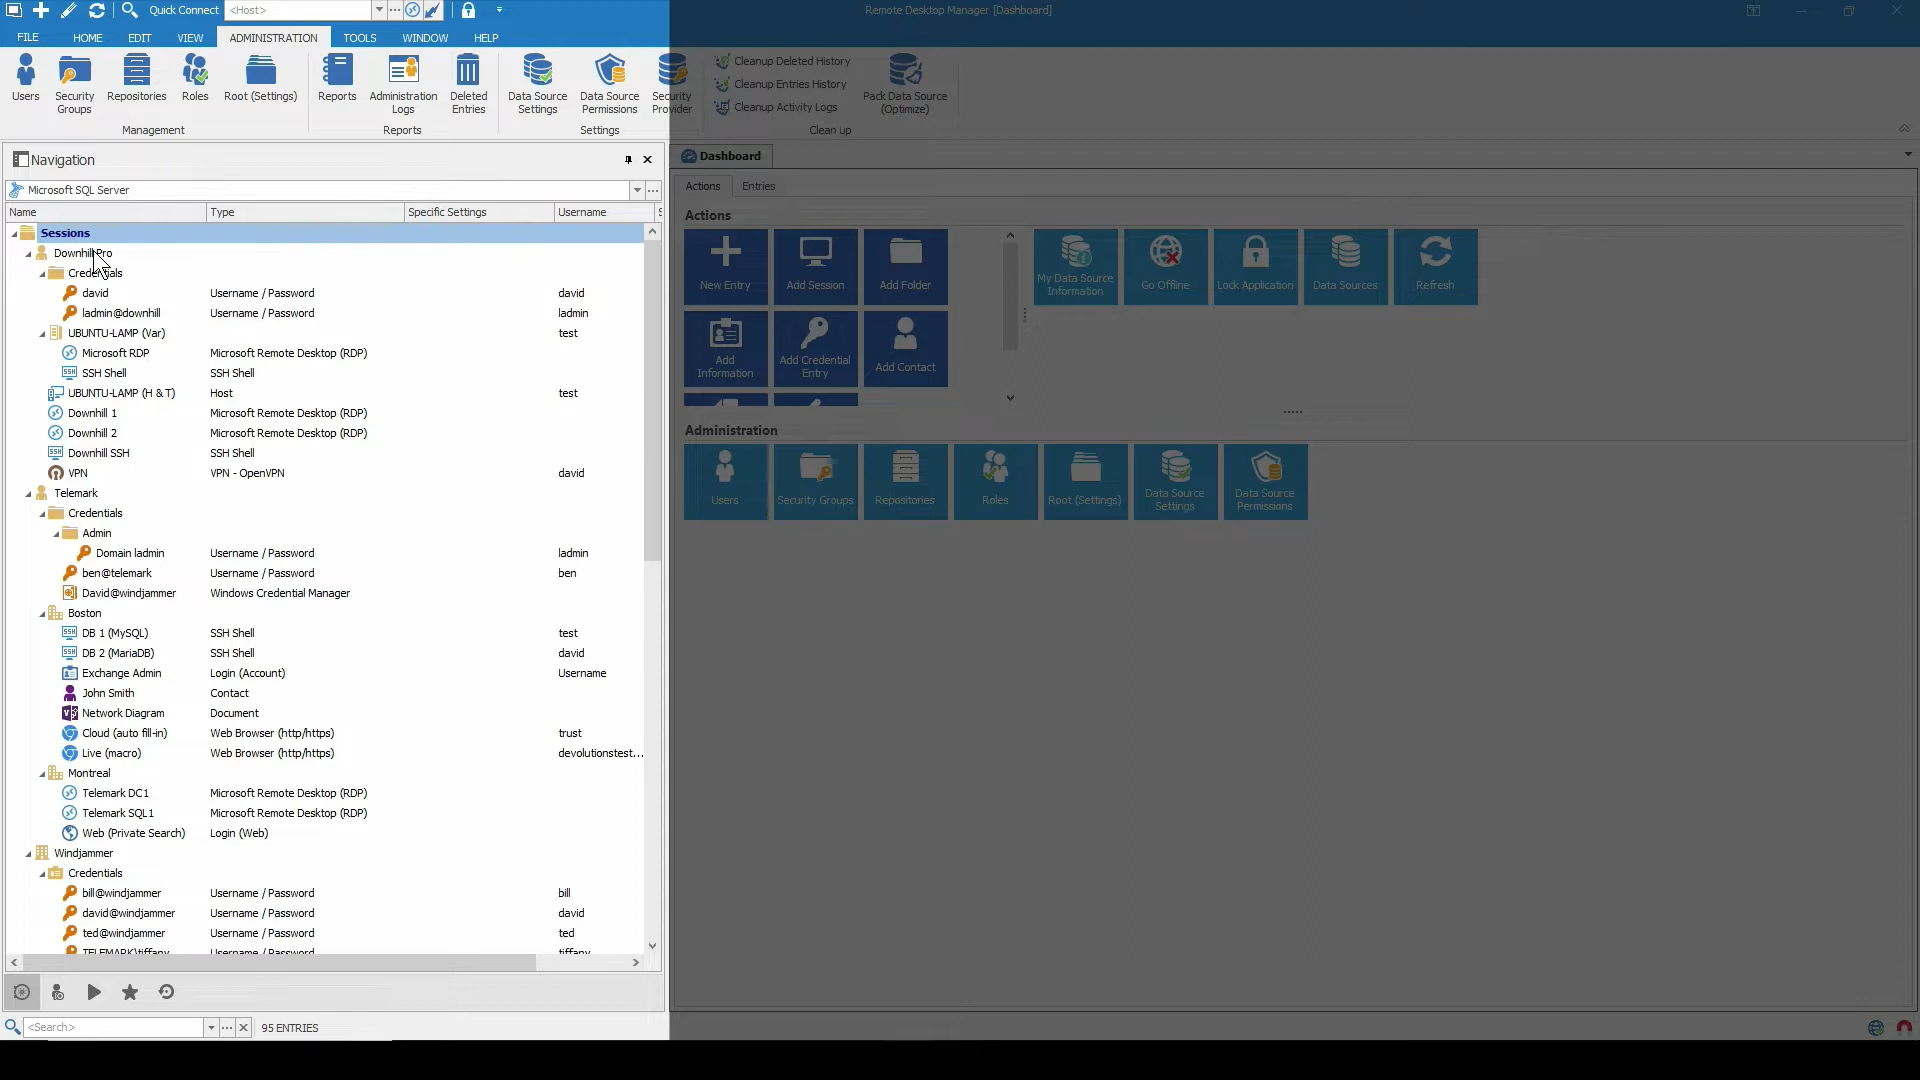 Quick Connect <Host> Remote Desktop Manager [Dashboard]
FILE HOME EDIT VIEW ADMINISTRATION TOOLS WINDOW HELP
Users
Security Groups
Repositories
Roles
Root (Settings)
Management
Reports
Administration Logs
Deleted Entries
Reports
Data Source Settings
Data Source Permissions
Security Provider
Settings
Cleanup Deleted History
Cleanup Entries History
Cleanup Activity Logs
Pack Data Source (Optimize)
Clean up
Navigation
Microsoft SQL Server
Name Type Specific Settings Username
Sessions
Downhill Pro
Credentials
david Username / Password david
ladmin@downhill Username / Password ladmin
UBUNTU-LAMP (Var) test
Microsoft RDP Microsoft Remote Desktop (RDP)
SSH Shell SSH Shell
UBUNTU-LAMP (H & T) Host test
Downhill 1 Microsoft Remote Desktop (RDP)
Downhill 2 Microsoft Remote Desktop (RDP)
Downhill SSH SSH Shell
VPN VPN - OpenVPN david
Telemark
Credentials
Admin
Domain ladmin Username / Password ladmin
ben@telemark Username / Password ben
David@windjammer Windows Credential Manager
Boston
DB 1 (MySQL) SSH Shell test
DB 2 (MariaDB) SSH Shell david
Exchange Admin Login (Account) Username
John Smith Contact
Network Diagram Document
Cloud (auto fill-in) Web Browser (http/https) trust
Live (macro) Web Browser (http/https) devolutionstest...
Montreal
Telemark DC1 Microsoft Remote Desktop (RDP)
Telemark SQL1 Microsoft Remote Desktop (RDP)
Web (Private Search) Login (Web)
Windjammer
Credentials
bill@windjammer Username / Password bill
david@windjammer Username / Password david
ted@windjammer Username / Password ted
TELEMARK\tiffany Username / Password tiffany
<Search> 95 ENTRIES
Dashboard
Actions Entries
Actions
New Entry
Add Session
Add Folder
My Data Source Information
Go Offline
Lock Application
Data Sources
Refresh
Add Information
Add Credential Entry
Add Contact
Administration
Users
Security Groups
Repositories
Roles
Root (Settings)
Data Source Settings
Data Source Permissions